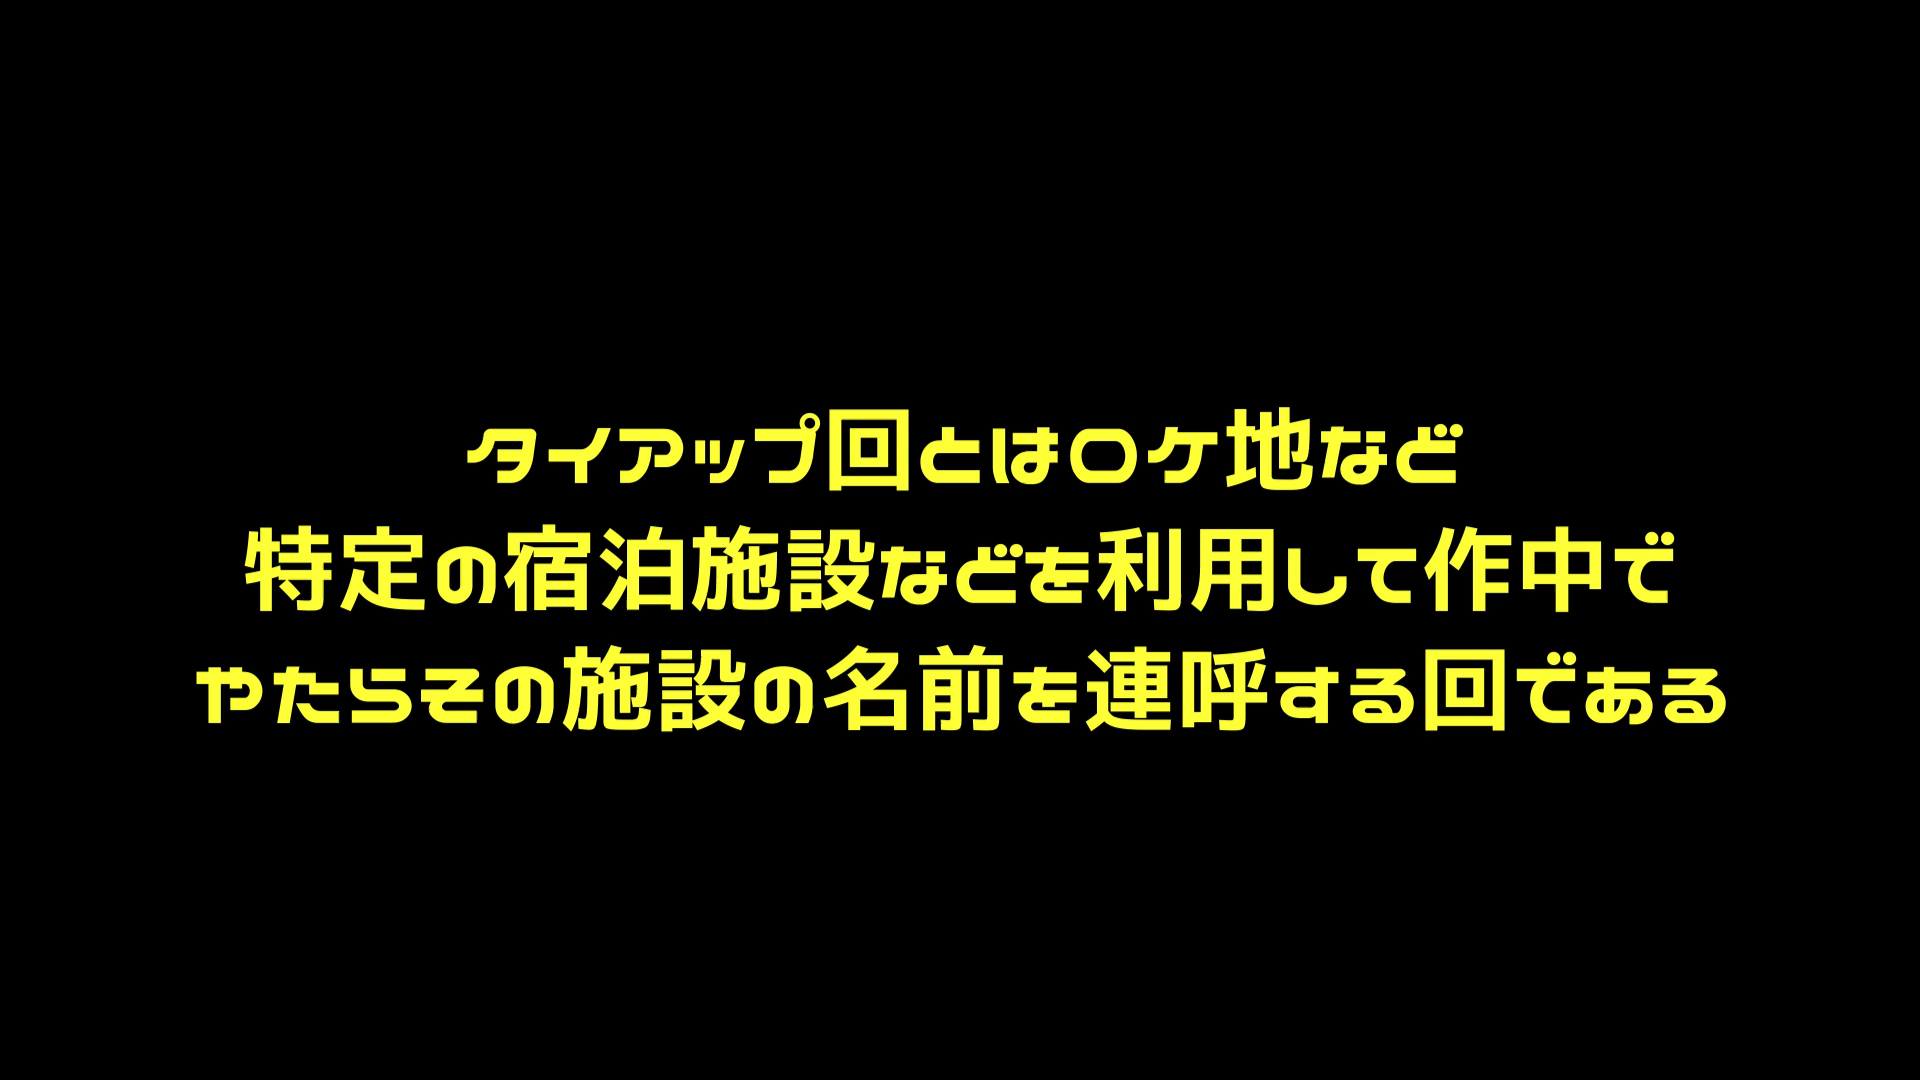 タイアップ回とはロケ地など
特定の宿泊施設などを利用して作中で
やたらその施設の名前を連呼する回である